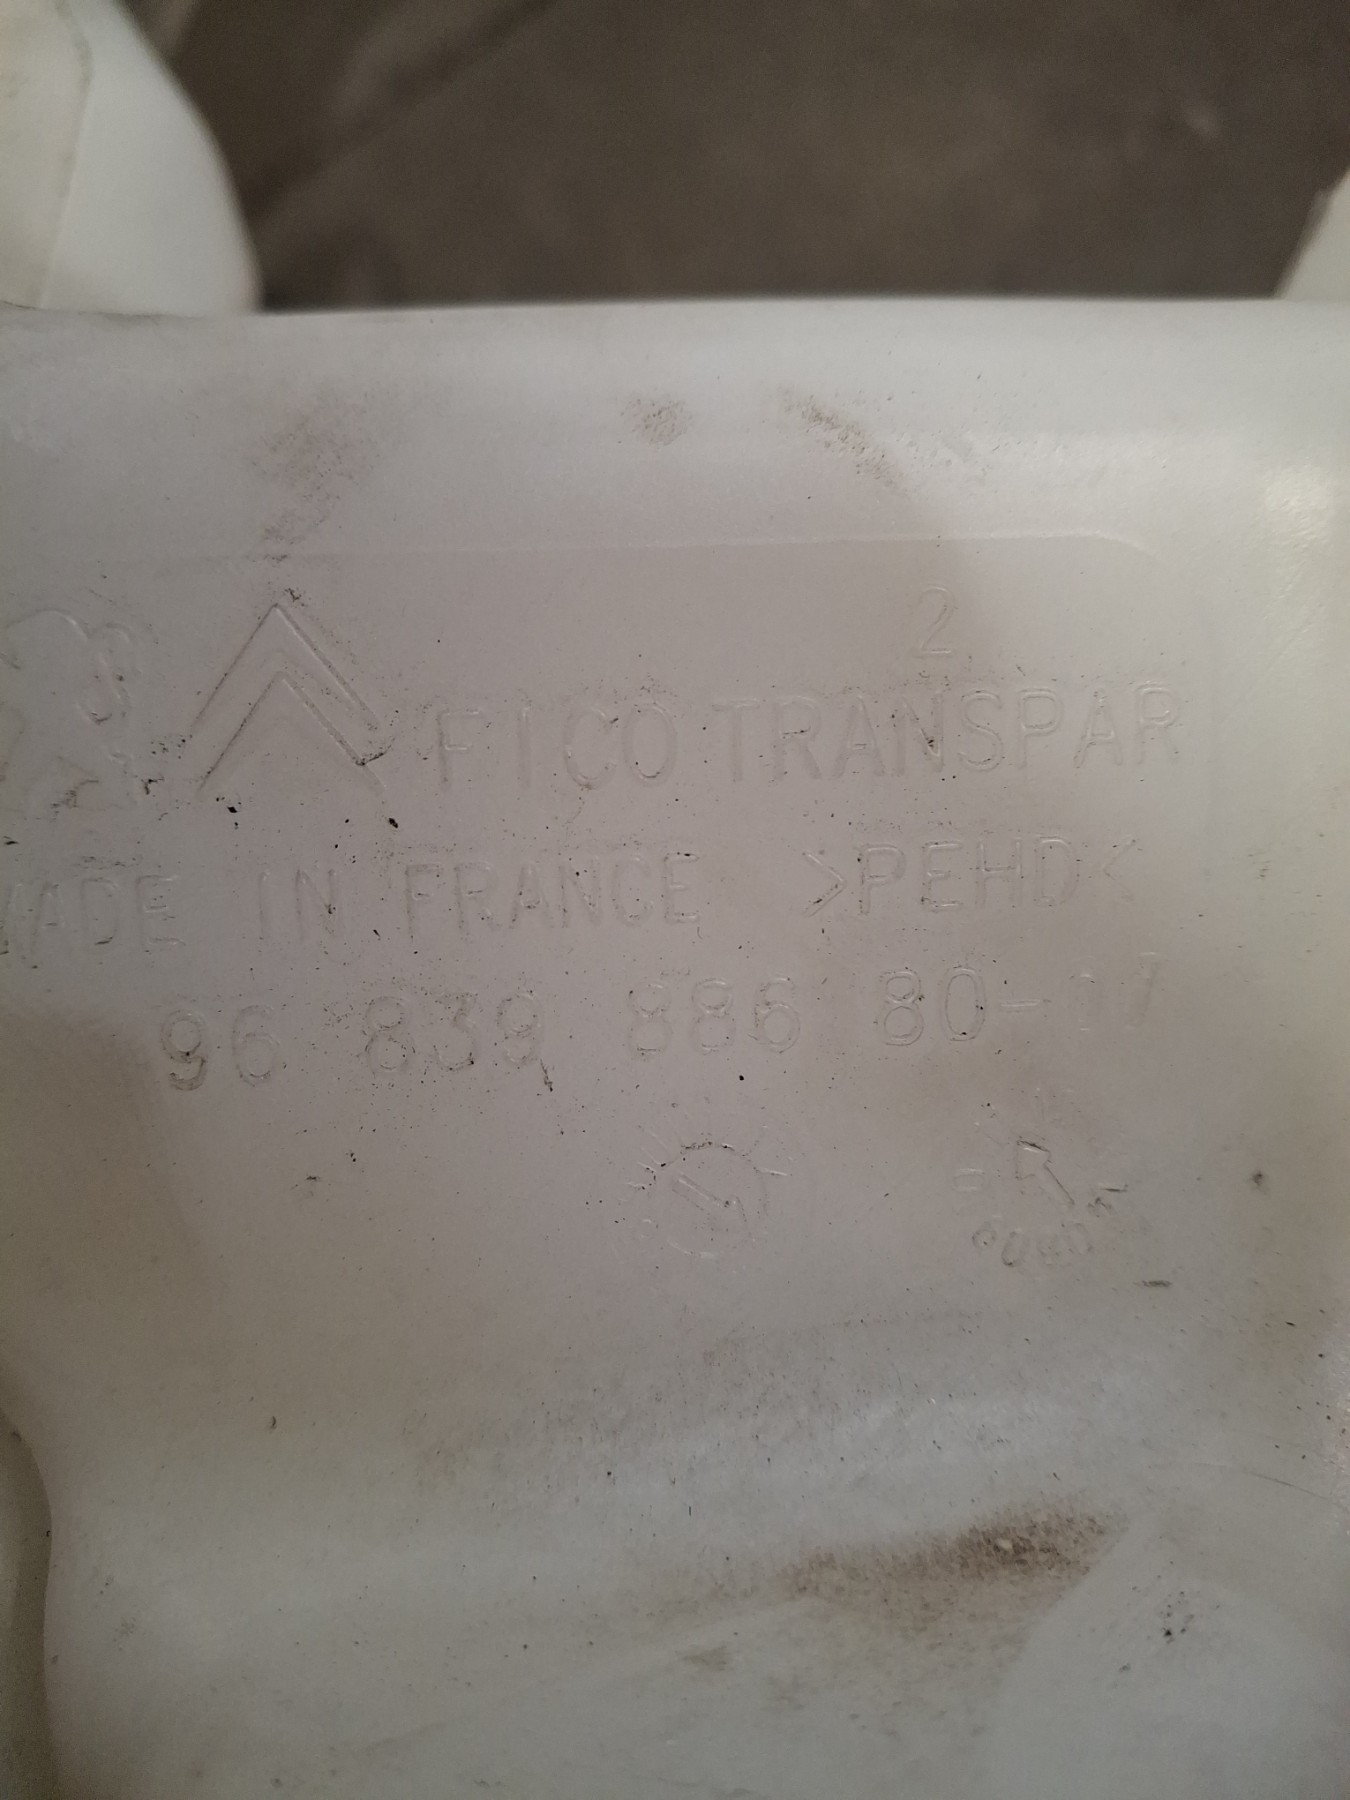 2
FICO TRANSPAR
MADE IN FRANCE >PEHD<
96 839 886 80-